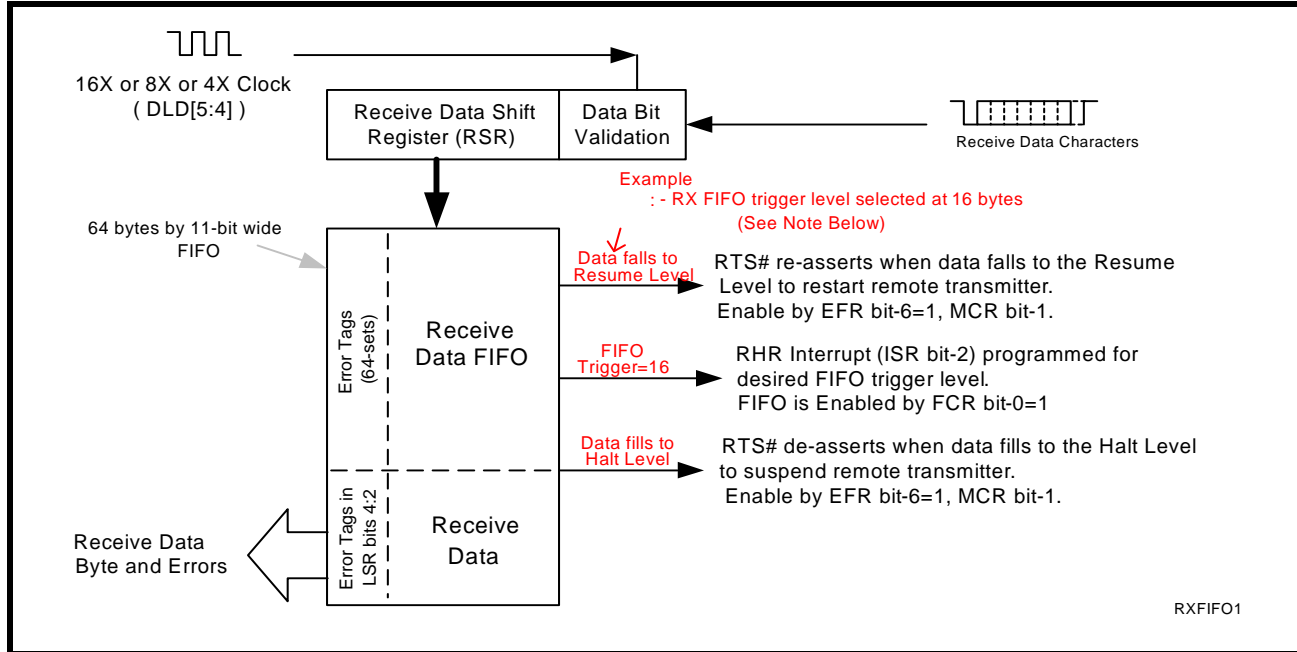 16X or 8X or 4X Clock
( DLD[5:4] )
Receive Data Shift
Register (RSR)
Data Bit
Validation
Receive Data Characters
Example
: - RX FIFO trigger level selected at 16 bytes
(See Note Below)
64 bytes by 11-bit wide
FIFO
Data falls to
Resume Level
RTS# re-asserts when data falls to the Resume
Level to restart remote transmitter.
Enable by EFR bit-6=1, MCR bit-1.
Error Tags
(64-sets)
Receive
Data FIFO
FIFO
Trigger=16
RHR Interrupt (ISR bit-2) programmed for
desired FIFO trigger level.
FIFO is Enabled by FCR bit-0=1
Data fills to
Halt Level
RTS# de-asserts when data fills to the Halt Level
to suspend remote transmitter.
Enable by EFR bit-6=1, MCR bit-1.
Error Tags in
LSR bits 4:2
Receive
Data
Receive Data
Byte and Errors
RXFIFO1